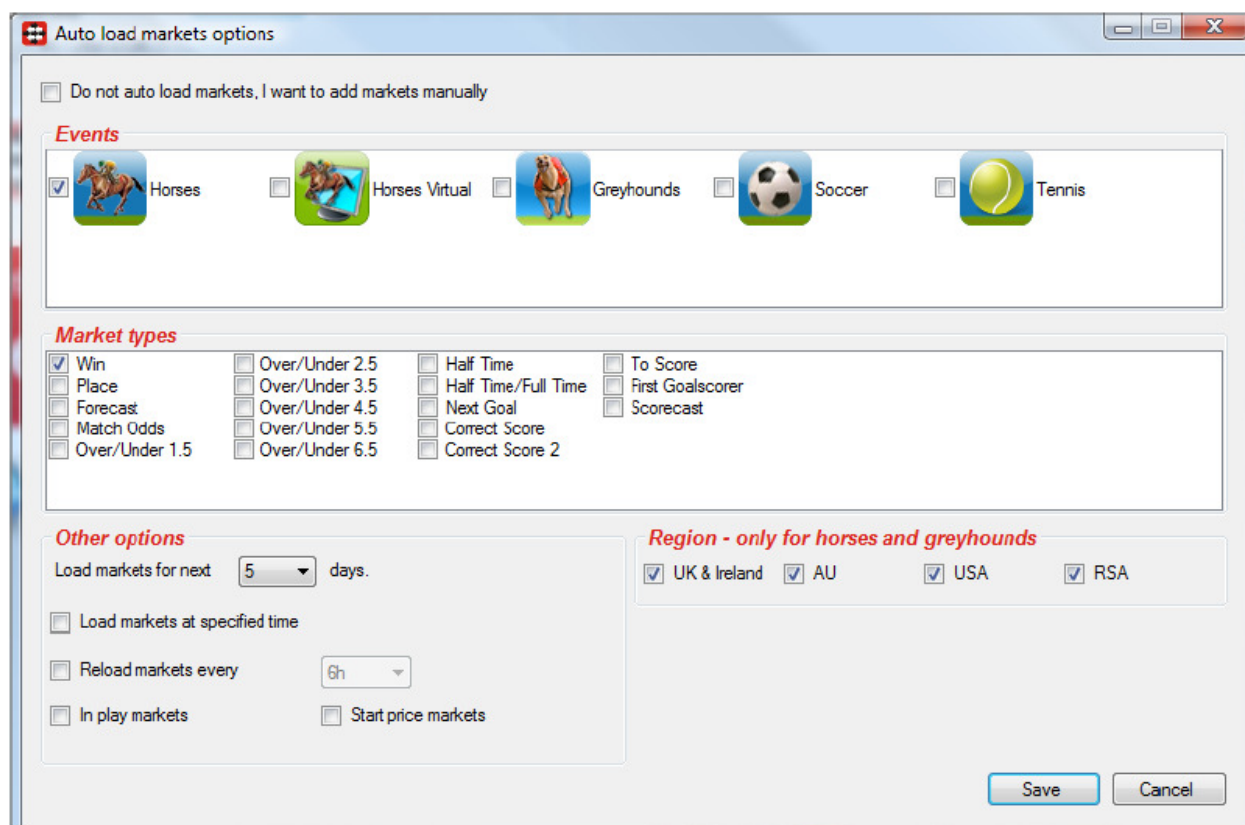 Auto load markets options
Do not auto load markets, I want to add markets manually
Events
Horses Horses Virtual Greyhounds Soccer Tennis
Market types
Win Over/Under 2.5 Half Time To Score
Place Over/Under 3.5 Half Time/Full Time First Goalscorer
Forecast Over/Under 4.5 Next Goal Scorecast
Match Odds Over/Under 5.5 Correct Score
Over/Under 1.5 Over/Under 6.5 Correct Score 2
Other options
Load markets for next 5 days.
Load markets at specified time
Reload markets every 6h
In play markets Start price markets
Region - only for horses and greyhounds
UK & Ireland AU USA RSA
Save Cancel